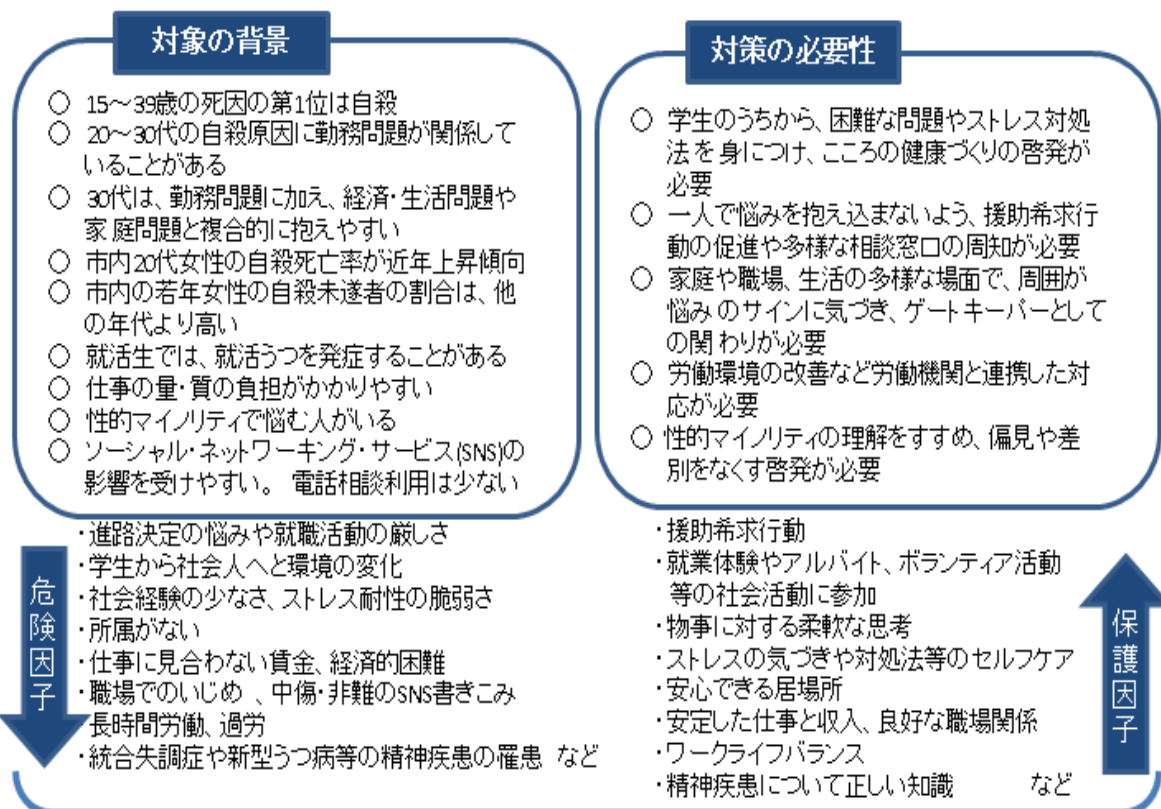 対象の背景
○ 15～39歳の死因の第1位は自殺
○ 20～30代の自殺原因に勤務問題が関係して
いることがある
○ 30代は、勤務問題に加え、経済・生活問題や
家庭問題と複合的に抱えやすい
○ 市内20代女性の自殺死亡率が近年上昇傾向
○ 市内の若年女性の自殺未遂者の割合は、他
の年代より高い
○ 就活生では、就活うつを発症することがある
○ 仕事の量・質の負担がかかりやすい
○ 性的マイノリティで悩む人がいる
○ ソーシャル・ネットワーキング・サービス(SNS)の
影響を受けやすい。 電話相談利用は少ない
対策の必要性
○ 学生のうちから、困難な問題やストレス対処
法を身につけ、こころの健康づくりの啓発が
必要
○ 一人で悩みを抱え込まないよう、援助希求行
動の促進や多様な相談窓口の周知が必要
○ 家庭や職場、生活の多様な場面で、周囲が
悩みのサインに気づき、ゲートキーパーとして
の関わりが必要
○ 労働環境の改善など労働機関と連携した対
応が必要
○ 性的マイノリティの理解をすすめ、偏見や差
別をなくす啓発が必要
危険因子
・進路決定の悩みや就職活動の厳しさ
・学生から社会人へと環境の変化
・社会経験の少なさ、ストレス耐性の脆弱さ
・所属がない
・仕事に見合わない賃金、経済的困難
・職場でのいじめ 、中傷・非難のSNS書きこみ
・長時間労働、過労
・統合失調症や新型うつ病等の精神疾患の罹患 など
・援助希求行動
・就業体験やアルバイト、ボランティア活動
等の社会活動に参加
・物事に対する柔軟な思考
・ストレスの気づきや対処法等のセルフケア
・安心できる居場所
・安定した仕事と収入、良好な職場関係
・ワークライフバランス
・精神疾患について正しい知識 など
保護因子